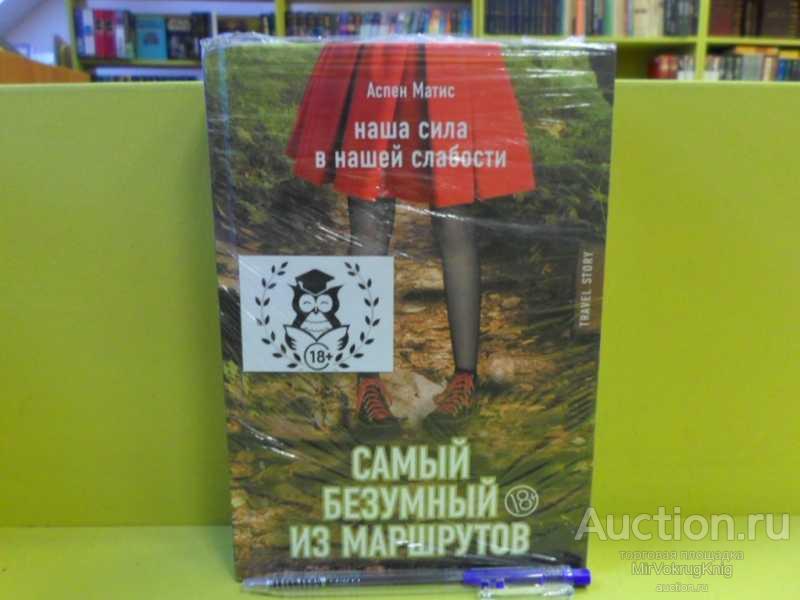 Аспен Матис
наша сила
в нашей слабости
TRAVEL STORY
18+
САМЫЙ
БЕЗУМНЫЙ
18+
ИЗ МАРШРУТОВ
Auction.ru
торговая площадка
MirVokrugKnig
auction.ru